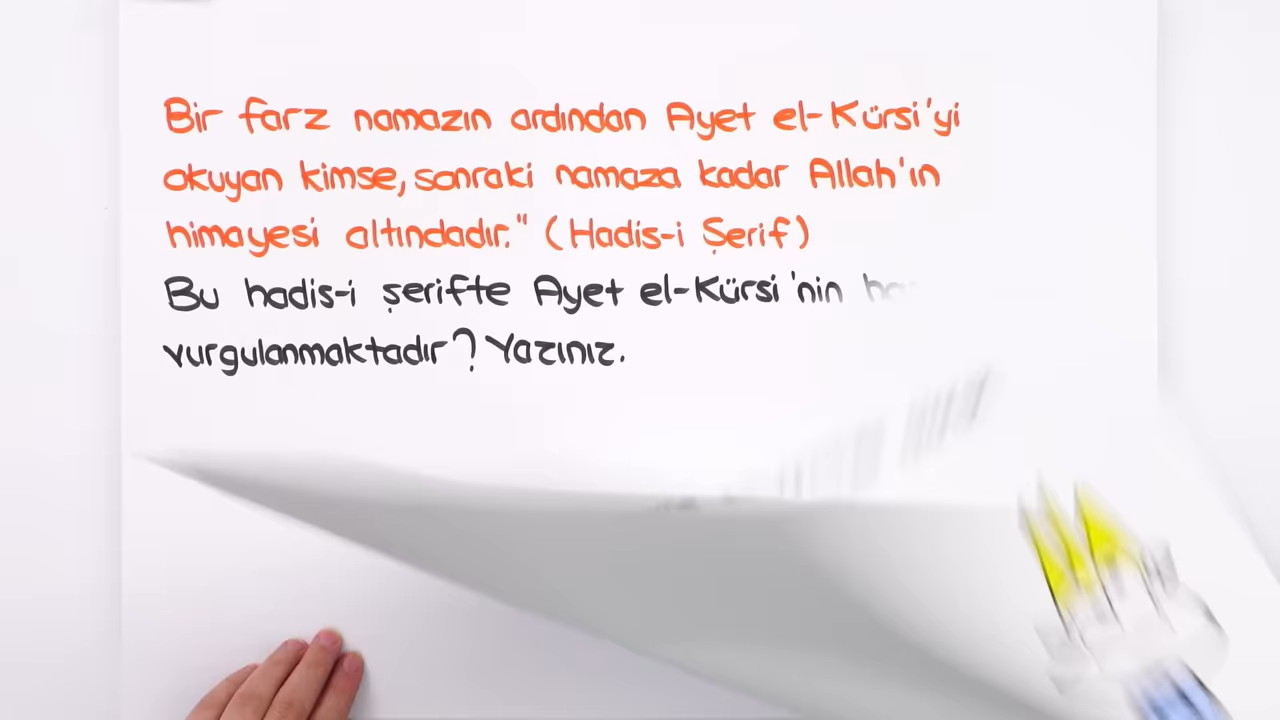 Bir farz namazın ardından Ayet el-Kürsi'yi
okuyan kimse, sonraki namaza kadar Allah'ın
himayesi altındadır." (Hadis-i Şerif)
Bu hadis-i şerifte Ayet el-Kürsi'nin
vurgulanmaktadır? Yazınız.